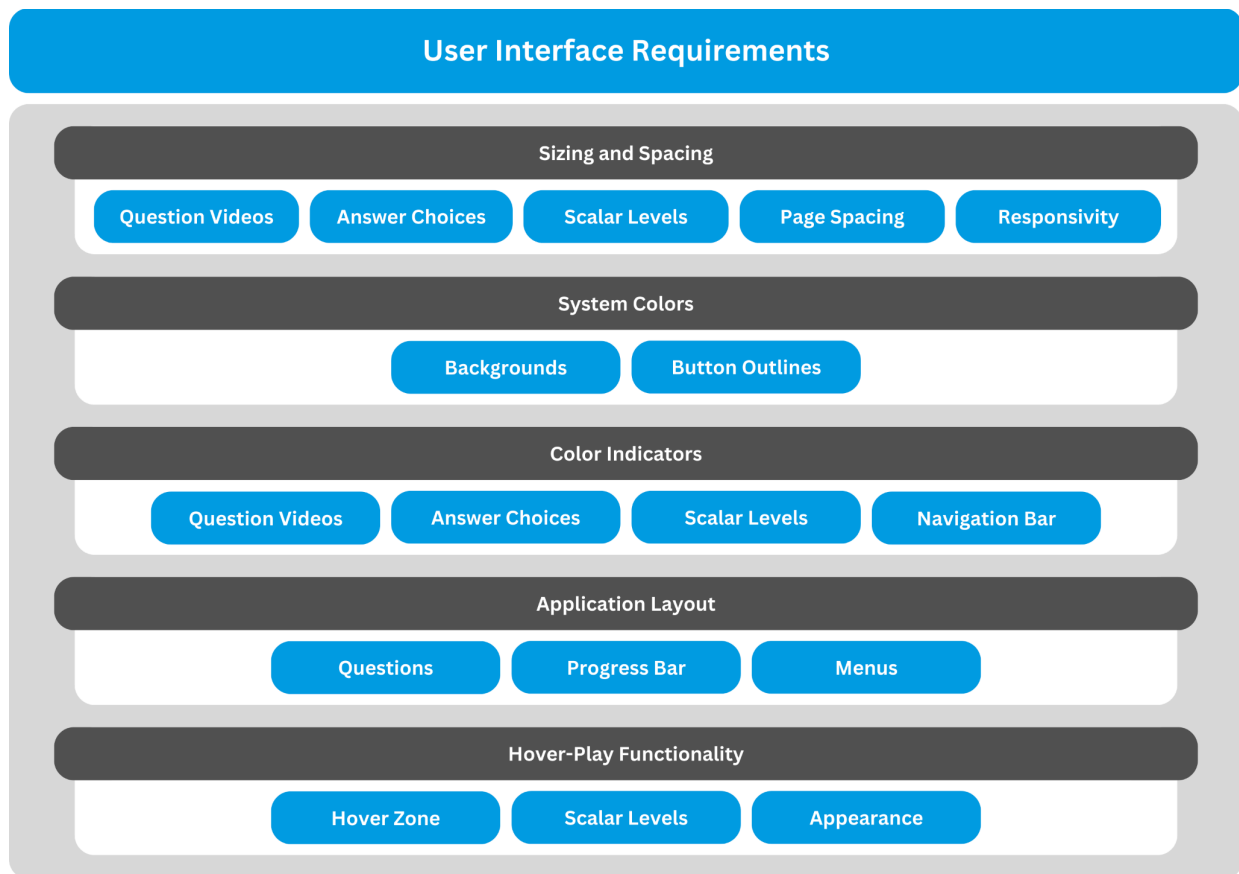 User Interface Requirements
Sizing and Spacing
Question Videos
Answer Choices
Scalar Levels
Page Spacing
Responsivity
System Colors
Backgrounds
Button Outlines
Color Indicators
Question Videos
Answer Choices
Scalar Levels
Navigation Bar
Application Layout
Questions
Progress Bar
Menus
Hover-Play Functionality
Hover Zone
Scalar Levels
Appearance